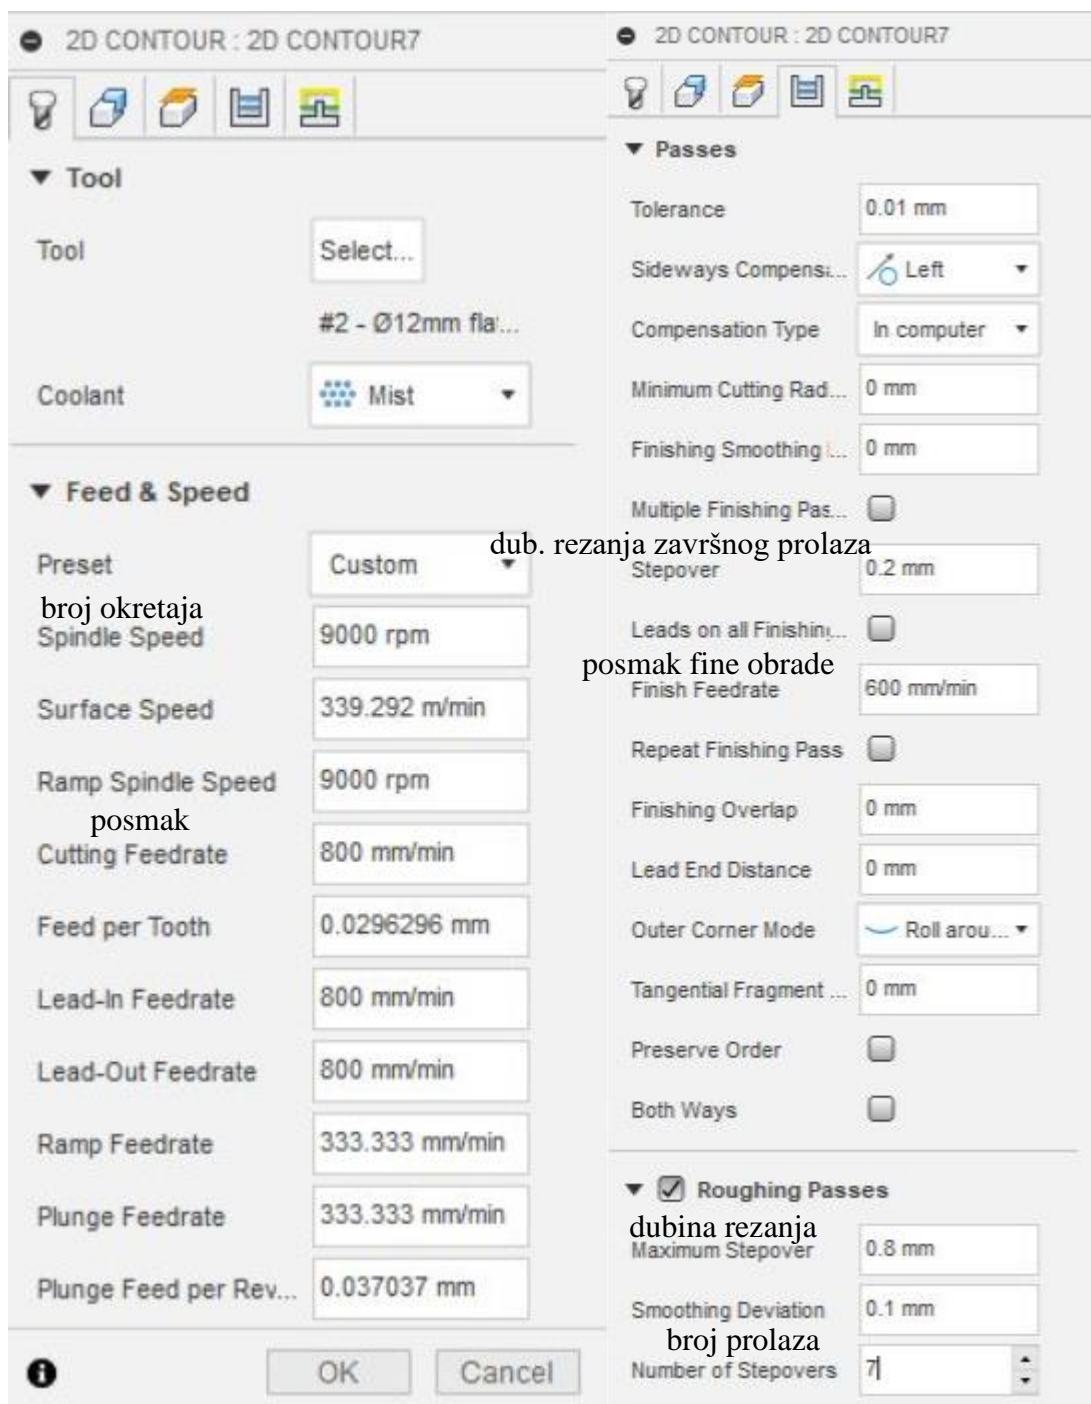 2D CONTOUR : 2D CONTOUR7
Tool
Tool Select...
#2 - Ø12mm fla...
Coolant Mist
Feed & Speed
Preset Custom
broj okretaja
Spindle Speed 9000 rpm
Surface Speed 339.292 m/min
Ramp Spindle Speed 9000 rpm
posmak
Cutting Feedrate 800 mm/min
Feed per Tooth 0.0296296 mm
Lead-In Feedrate 800 mm/min
Lead-Out Feedrate 800 mm/min
Ramp Feedrate 333.333 mm/min
Plunge Feedrate 333.333 mm/min
Plunge Feed per Rev... 0.037037 mm
OK Cancel
2D CONTOUR : 2D CONTOUR7
Passes
Tolerance 0.01 mm
Sideways Compensa... Left
Compensation Type In computer
Minimum Cutting Rad... 0 mm
Finishing Smoothing ... 0 mm
Multiple Finishing Pas...
dub. rezanja završnog prolaza
Stepover 0.2 mm
Leads on all Finishing...
posmak fine obrade
Finish Feedrate 600 mm/min
Repeat Finishing Pass
Finishing Overlap 0 mm
Lead End Distance 0 mm
Outer Corner Mode Roll arou...
Tangential Fragment ... 0 mm
Preserve Order
Both Ways
Roughing Passes
dubina rezanja
Maximum Stepover 0.8 mm
Smoothing Deviation 0.1 mm
broj prolaza
Number of Stepovers 7